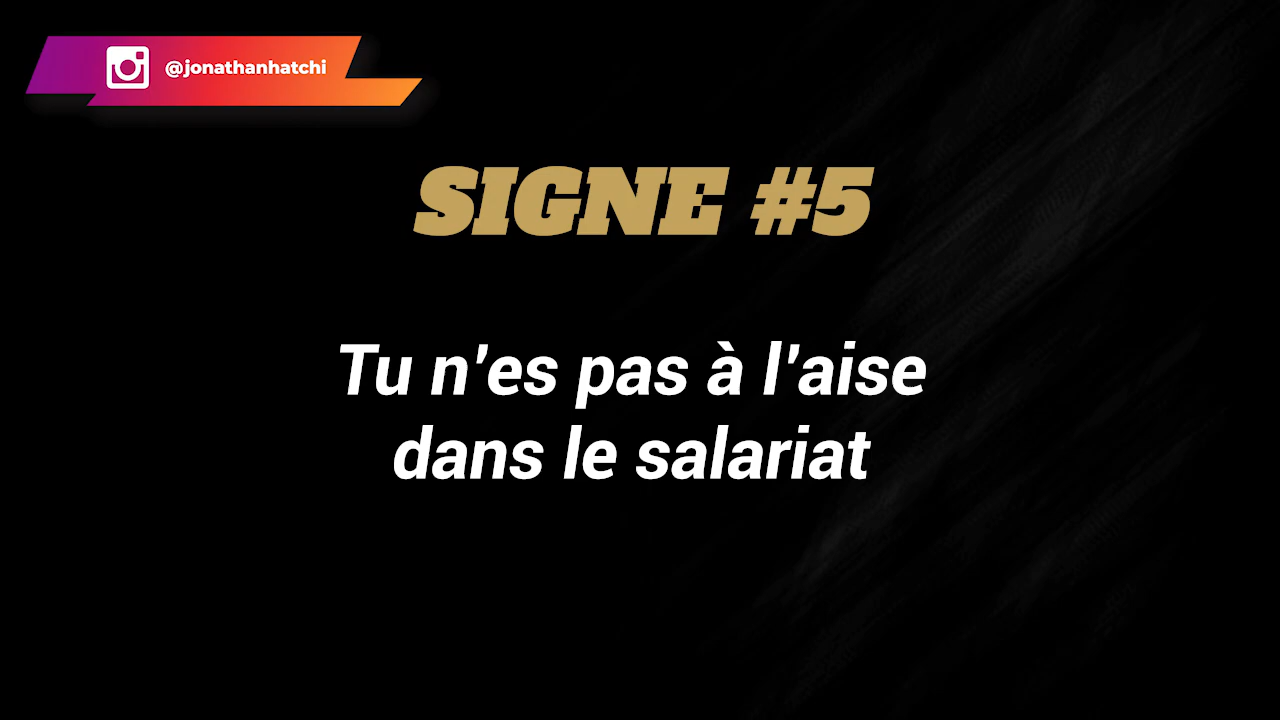 @jonathanhatchi
SIGNE #5
Tu n'es pas à l'aise
dans le salariat